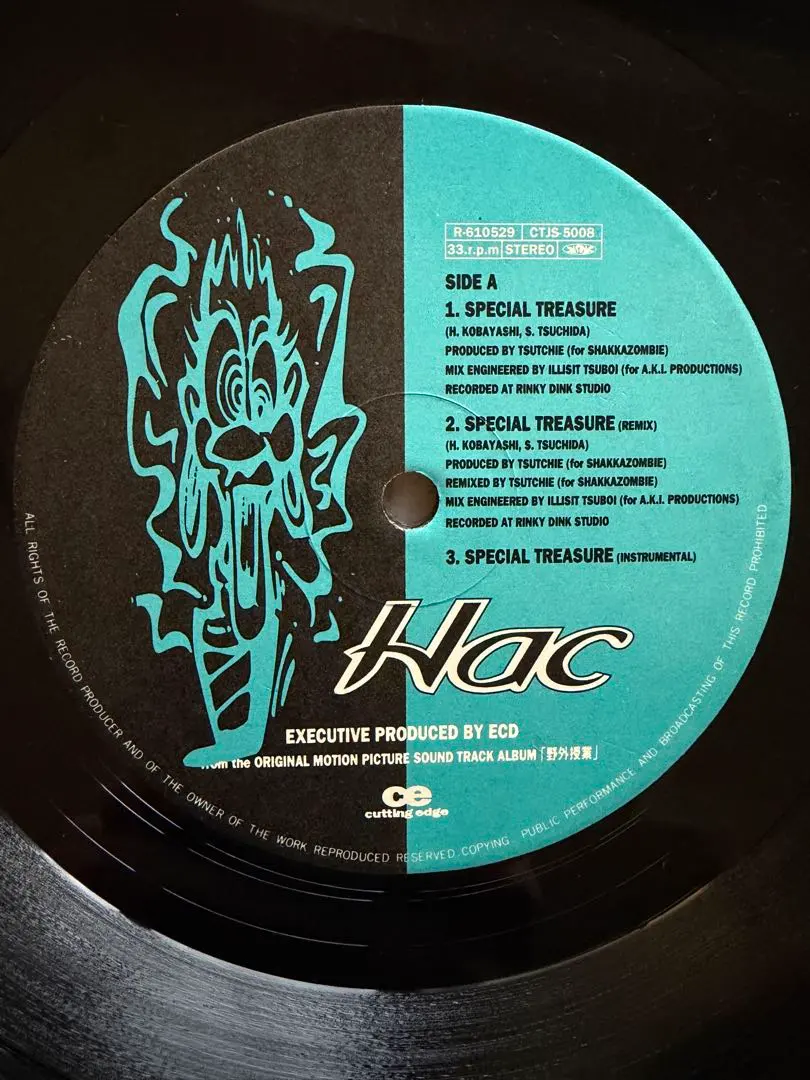 R-610529 CTJS-5008
33.r.p.m STEREO
SIDE A
1. SPECIAL TREASURE
(H. KOBAYASHI, S. TSUCHIDA)
PRODUCED BY TSUTCHIE (for SHAKKAZOMBIE)
MIX ENGINEERED BY ILLISIT TSUBOI (for A.K.I. PRODUCTIONS)
RECORDED AT RINKY DINK STUDIO
2. SPECIAL TREASURE (REMIX)
(H. KOBAYASHI, S. TSUCHIDA)
PRODUCED BY TSUTCHIE (for SHAKKAZOMBIE)
REMIXED BY TSUTCHIE (for SHAKKAZOMBIE)
MIX ENGINEERED BY ILLISIT TSUBOI (for A.K.I. PRODUCTIONS)
RECORDED AT RINKY DINK STUDIO
3. SPECIAL TREASURE (INSTRUMENTAL)
Hac
EXECUTIVE PRODUCED BY ECD
from the ORIGINAL MOTION PICTURE SOUND TRACK ALBUM「野外授業」
ce
cutting edge
ALL RIGHTS OF THE RECORD PRODUCER AND OF THE OWNER OF THE WORK REPRODUCED RESERVED. COPYING. PUBLIC PERFORMANCE AND BROADCASTING OF THIS RECORD PROHIBITED